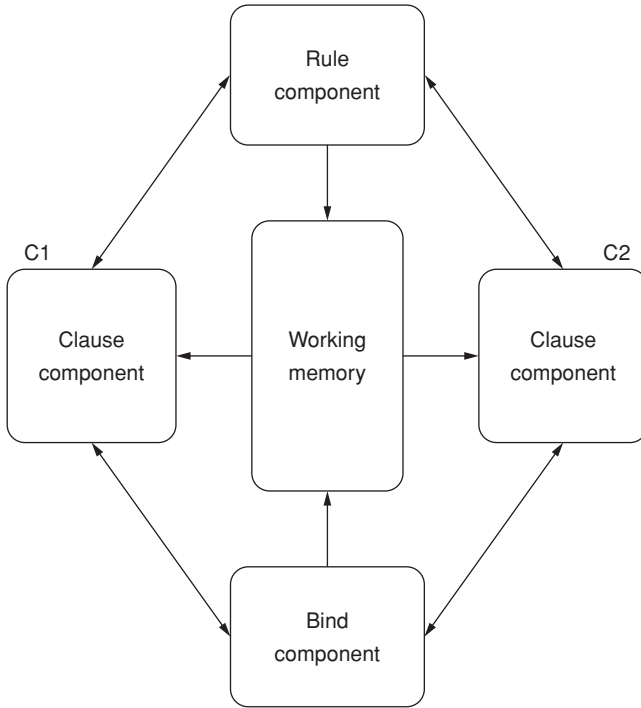 Rule
component
C1
C2
Clause
component
Working
memory
Clause
component
Bind
component